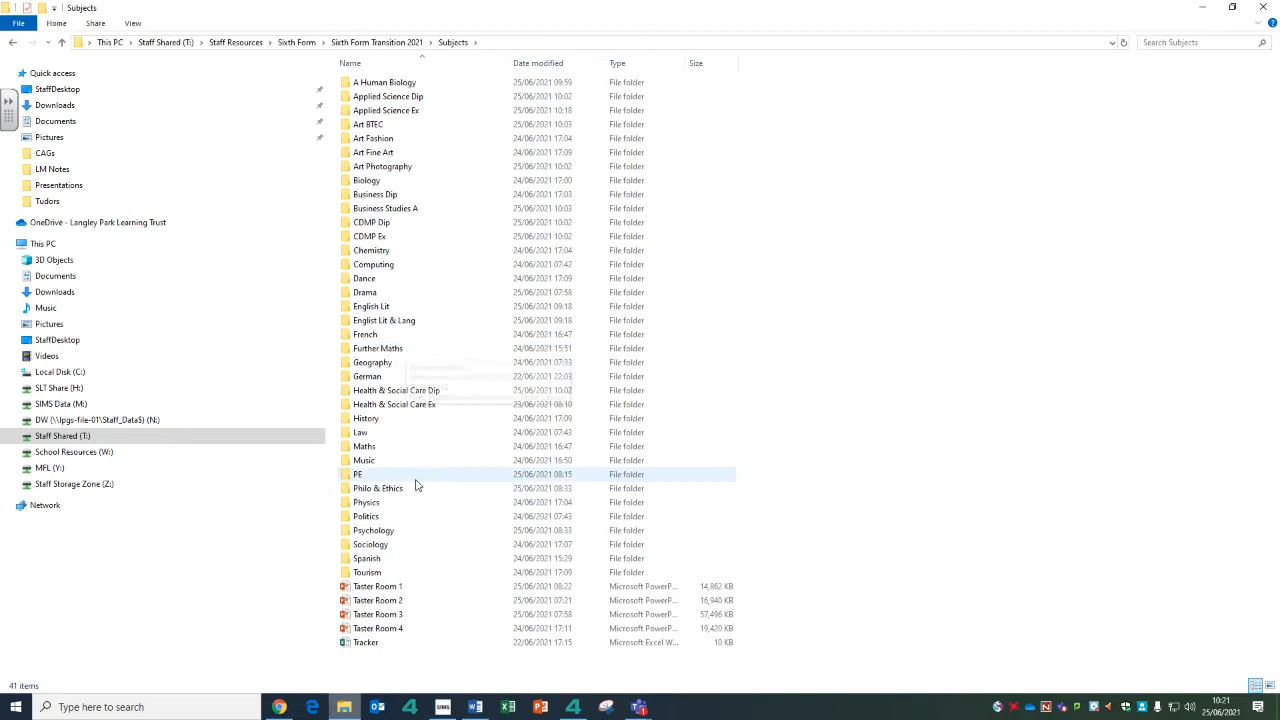 Subjects
File Home Share View
This PC Staff Shared (T:) Staff Resources Sixth Form Sixth Form Transition 2021 Subjects Search Subjects
Name Date modified Type Size
Quick access
StaffDesktop
Downloads
Documents
Pictures
CAGs
LM Notes
Presentations
Tudors
OneDrive - Langley Park Learning Trust
This PC
3D Objects
Documents
Downloads
Music
Pictures
StaffDesktop
Videos
Local Disk (C:)
SLT Share (H:)
SIMS Data (M:)
DW (\\lpgs-file-01\Staff_Data$) (N:)
Staff Shared (T:)
School Resources (W:)
MFL (Y:)
Staff Storage Zone (Z:)
Network
A Human Biology 25/06/2021 09:59 File folder
Applied Science Dip 25/06/2021 10:02 File folder
Applied Science Ex 25/06/2021 10:18 File folder
Art BTEC 25/06/2021 10:03 File folder
Art Fashion 24/06/2021 17:04 File folder
Art Fine Art 24/06/2021 17:09 File folder
Art Photography 25/06/2021 10:02 File folder
Biology 24/06/2021 17:00 File folder
Business Dip 24/06/2021 17:03 File folder
Business Studies A 25/06/2021 10:03 File folder
CDMP Dip 25/06/2021 10:02 File folder
CDMP Ex 25/06/2021 10:02 File folder
Chemistry 24/06/2021 17:04 File folder
Computing 24/06/2021 07:42 File folder
Dance 24/06/2021 17:09 File folder
Drama 25/06/2021 07:58 File folder
English Lit 25/06/2021 09:18 File folder
Englist Lit & Lang 25/06/2021 09:18 File folder
French 24/06/2021 16:47 File folder
Further Maths 24/06/2021 15:51 File folder
Geography 24/06/2021 07:33 File folder
German 22/06/2021 22:03 File folder
Health & Social Care Dip 25/06/2021 10:02 File folder
Health & Social Care Ex 23/06/2021 08:10 File folder
History 24/06/2021 17:09 File folder
Law 24/06/2021 07:43 File folder
Maths 24/06/2021 16:47 File folder
Music 24/06/2021 16:50 File folder
PE 25/06/2021 08:15 File folder
Philo & Ethics 25/06/2021 08:33 File folder
Physics 24/06/2021 17:04 File folder
Politics 24/06/2021 07:43 File folder
Psychology 25/06/2021 08:33 File folder
Sociology 24/06/2021 17:07 File folder
Spanish 24/06/2021 15:29 File folder
Tourism 24/06/2021 17:09 File folder
Taster Room 1 25/06/2021 08:22 Microsoft PowerP... 14,862 KB
Taster Room 2 25/06/2021 07:21 Microsoft PowerP... 16,940 KB
Taster Room 3 25/06/2021 07:58 Microsoft PowerP... 57,496 KB
Taster Room 4 24/06/2021 17:11 Microsoft PowerP... 19,420 KB
Tracker 22/06/2021 17:15 Microsoft Excel W... 10 KB
41 items
Type here to search
SIMS
10:21
25/06/2021